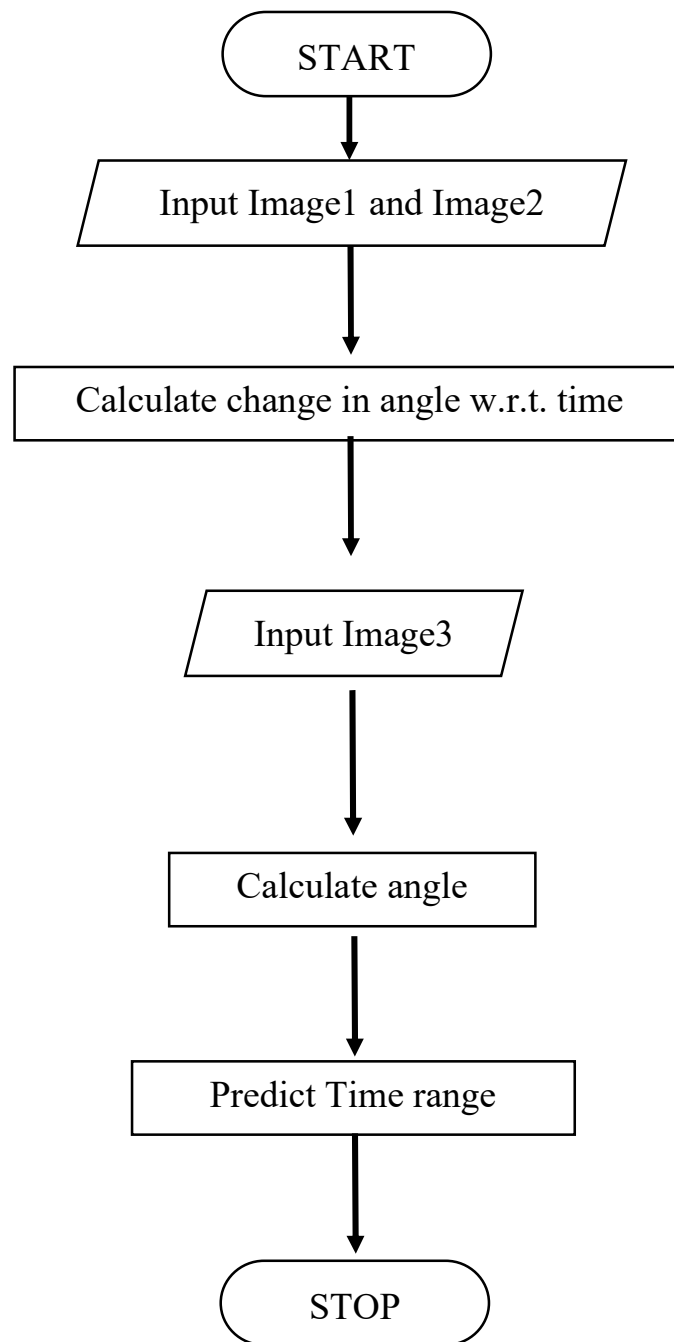 START
Input Image1 and Image2
Calculate change in angle w.r.t. time
Input Image3
Calculate angle
Predict Time range
STOP